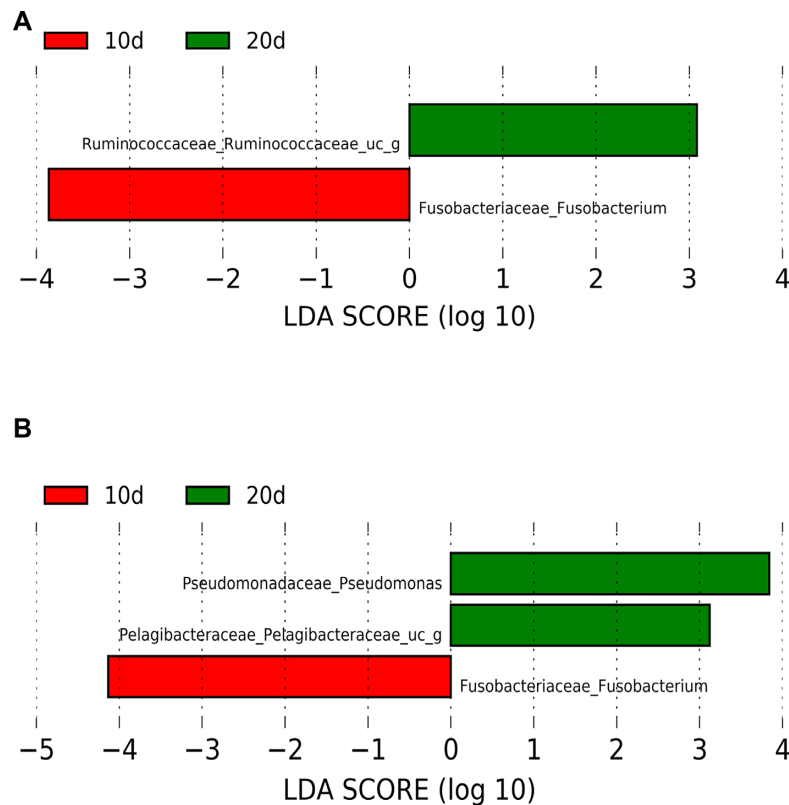 A
10d 20d
Ruminococcaceae_Ruminococcaceae_uc_g
Fusobacteriaceae_Fusobacterium
−4 −3 −2 −1 0 1 2 3 4
LDA SCORE (log 10)
B
10d 20d
Pseudomonadaceae_Pseudomonas
Pelagibacteraceae_Pelagibacteraceae_uc_g
Fusobacteriaceae_Fusobacterium
−5 −4 −3 −2 −1 0 1 2 3 4
LDA SCORE (log 10)